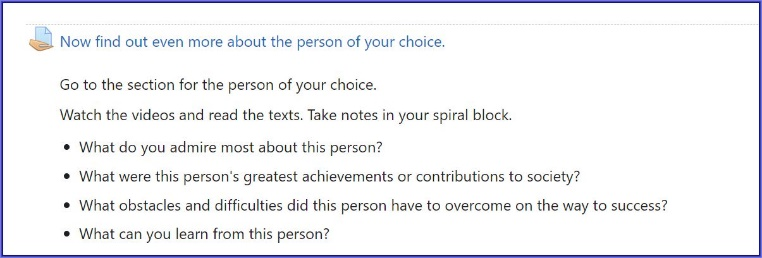 Now find out even more about the person of your choice.
Go to the section for the person of your choice.
Watch the videos and read the texts. Take notes in your spiral block.
• What do you admire most about this person?
• What were this person's greatest achievements or contributions to society?
• What obstacles and difficulties did this person have to overcome on the way to success?
• What can you learn from this person?